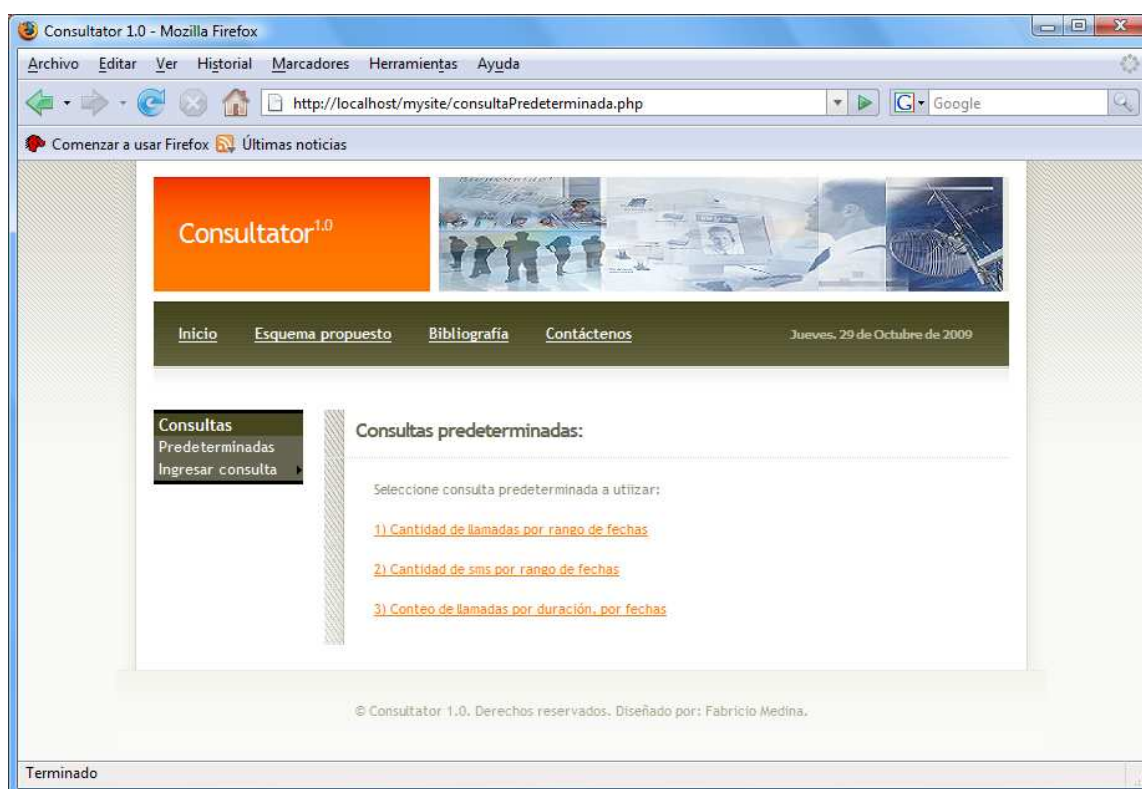 Consultator 1.0 - Mozilla Firefox
Archivo Editar Ver Historial Marcadores Herramientas Ayuda
http://localhost/mysite/consultaPredeterminada.php Google
Comenzar a usar Firefox Últimas noticias
Consultator1.0
Inicio Esquema propuesto Bibliografía Contáctenos Jueves, 29 de Octubre de 2009
Consultas
Predeterminadas
Ingresar consulta
Consultas predeterminadas:
Seleccione consulta predeterminada a utiizar:
1) Cantidad de llamadas por rango de fechas
2) Cantidad de sms por rango de fechas
3) Conteo de llamadas por duración, por fechas
© Consultator 1.0. Derechos reservados. Diseñado por: Fabricio Medina.
Terminado